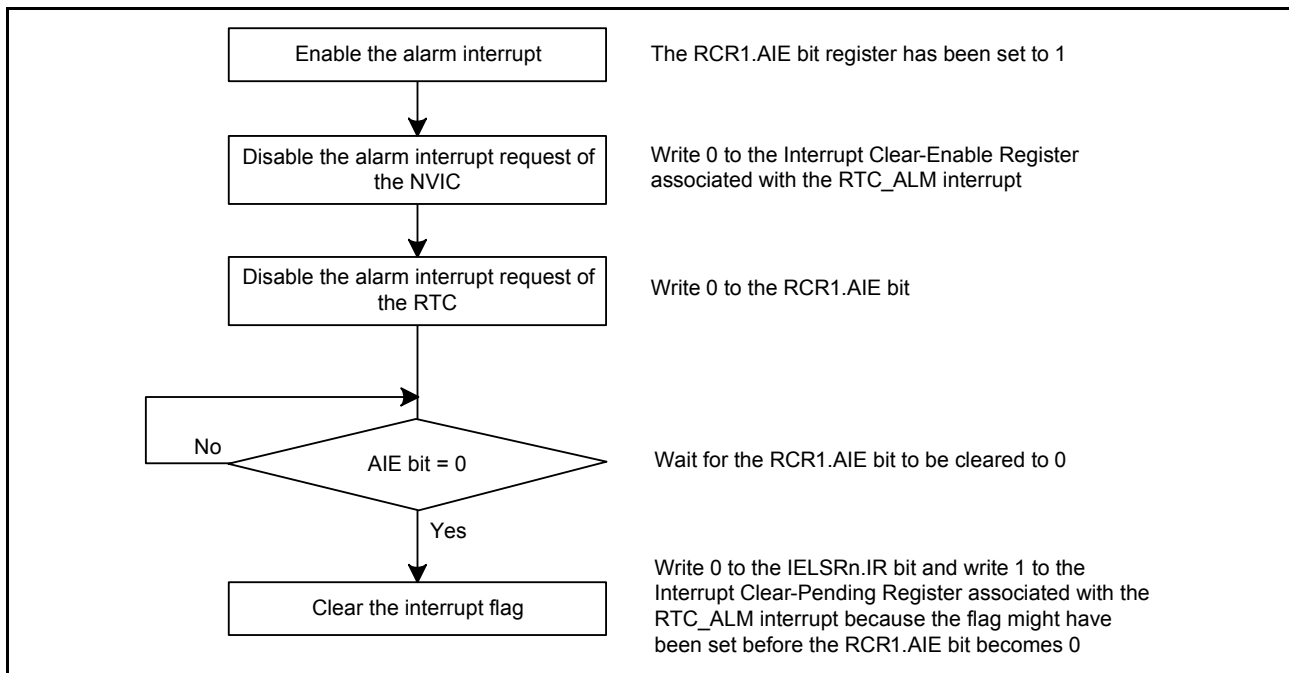 Enable the alarm interrupt
The RCR1.AIE bit register has been set to 1
Disable the alarm interrupt request of
the NVIC
Write 0 to the Interrupt Clear-Enable Register
associated with the RTC_ALM interrupt
Disable the alarm interrupt request of
the RTC
Write 0 to the RCR1.AIE bit
No
AIE bit = 0
Wait for the RCR1.AIE bit to be cleared to 0
Yes
Clear the interrupt flag
Write 0 to the IELSRn.IR bit and write 1 to the
Interrupt Clear-Pending Register associated with the
RTC_ALM interrupt because the flag might have
been set before the RCR1.AIE bit becomes 0